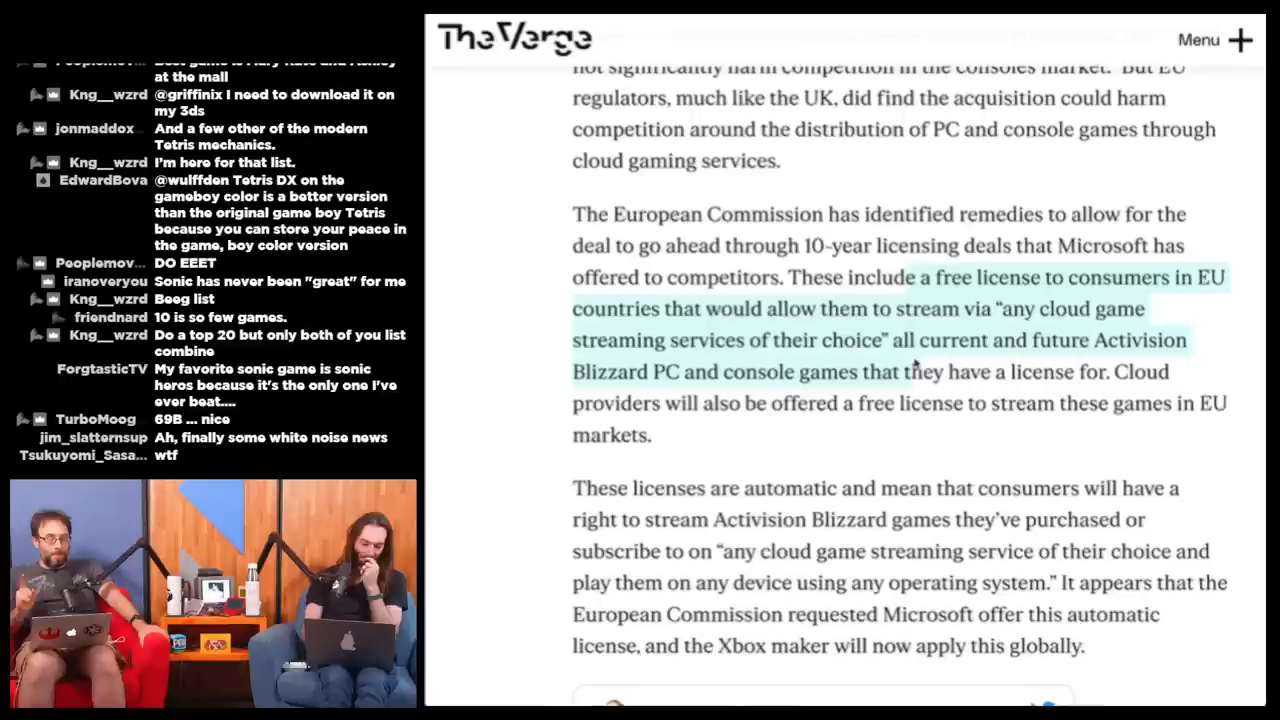 at the mall
Kng__wzrd @griffinix I need to download it on
my 3ds
jonmaddox_ And a few other of the modern
Tetris mechanics.
Kng__wzrd I'm here for that list.
EdwardBova @wulffden Tetris DX on the
gameboy color is a better version
than the original game boy Tetris
because you can store your peace in
the game, boy color version
Peoplemov... DO EEET
iranoveryou Sonic has never been "great" for me
Kng__wzrd Beeg list
friendnard 10 is so few games.
Kng__wzrd Do a top 20 but only both of you list
combine
ForgtasticTV My favorite sonic game is sonic
heros because it's the only one I've
ever beat....
TurboMoog 69B ... nice
jim_slatternsup Ah, finally some white noise news
Tsukuyomi_Sasa... wtf
The Verge
Menu
not significantly harm competition in the consoles market." But EU
regulators, much like the UK, did find the acquisition could harm
competition around the distribution of PC and console games through
cloud gaming services.
The European Commission has identified remedies to allow for the
deal to go ahead through 10-year licensing deals that Microsoft has
offered to competitors. These include a free license to consumers in EU
countries that would allow them to stream via “any cloud game
streaming services of their choice” all current and future Activision
Blizzard PC and console games that they have a license for. Cloud
providers will also be offered a free license to stream these games in EU
markets.
These licenses are automatic and mean that consumers will have a
right to stream Activision Blizzard games they’ve purchased or
subscribe to on “any cloud game streaming service of their choice and
play them on any device using any operating system.” It appears that the
European Commission requested Microsoft offer this automatic
license, and the Xbox maker will now apply this globally.